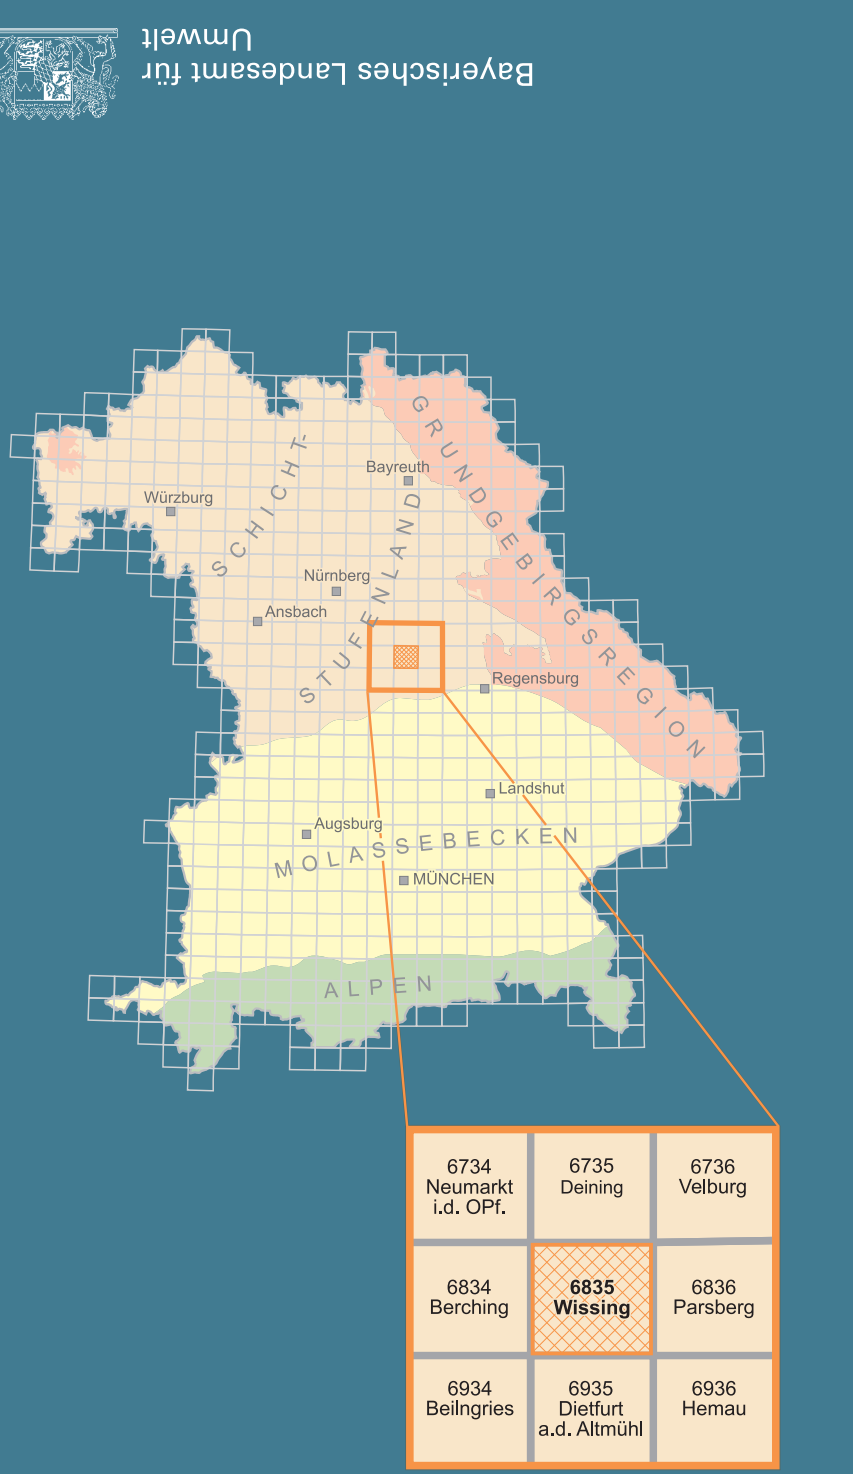 Bayerisches Landesamt für
Umwelt
GRUNDGEBIRGSREGION
SCHICHT-
STUFENLAND
Bayreuth
Würzburg
Nürnberg
Ansbach
Regensburg
Landshut
Augsburg
MOLASSEBECKEN
MÜNCHEN
ALPEN
6734
Neumarkt
i.d. OPf.
6735
Deining
6736
Velburg
6834
Berching
6835
Wissing
6836
Parsberg
6934
Beilngries
6935
Dietfurt
a.d. Altmühl
6936
Hemau